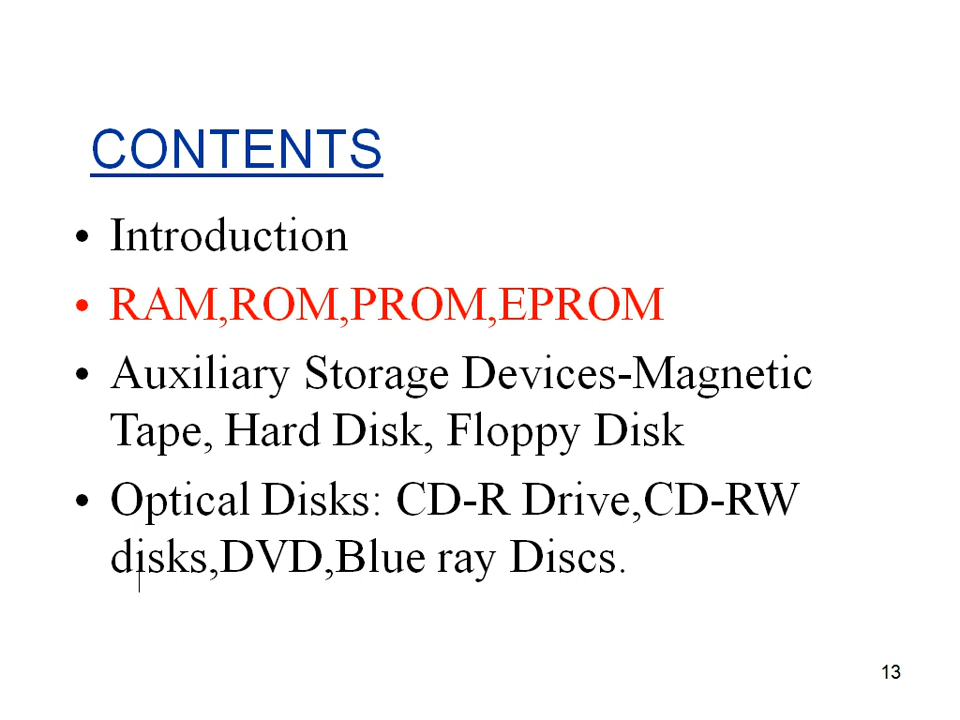 CONTENTS
• Introduction
• RAM,ROM,PROM,EPROM
• Auxiliary Storage Devices-Magnetic
Tape, Hard Disk, Floppy Disk
• Optical Disks: CD-R Drive,CD-RW
disks,DVD,Blue ray Discs.
13